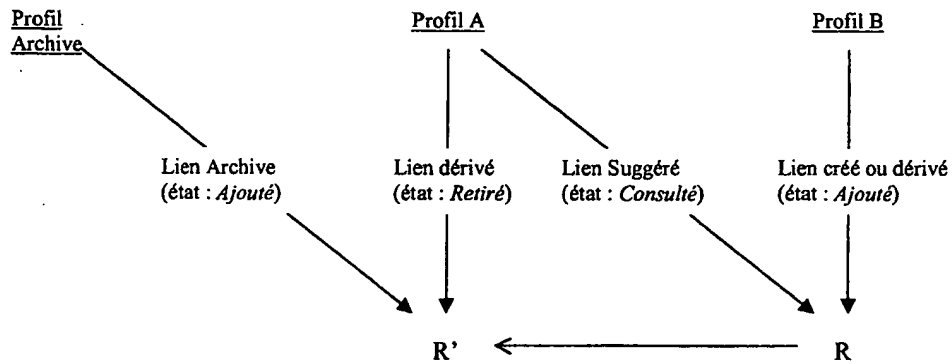 Profil
Archive
Profil A
Profil B
Lien Archive
(état : Ajouté)
Lien dérivé
(état : Retiré)
Lien Suggéré
(état : Consulté)
Lien créé ou dérivé
(état : Ajouté)
R'
R